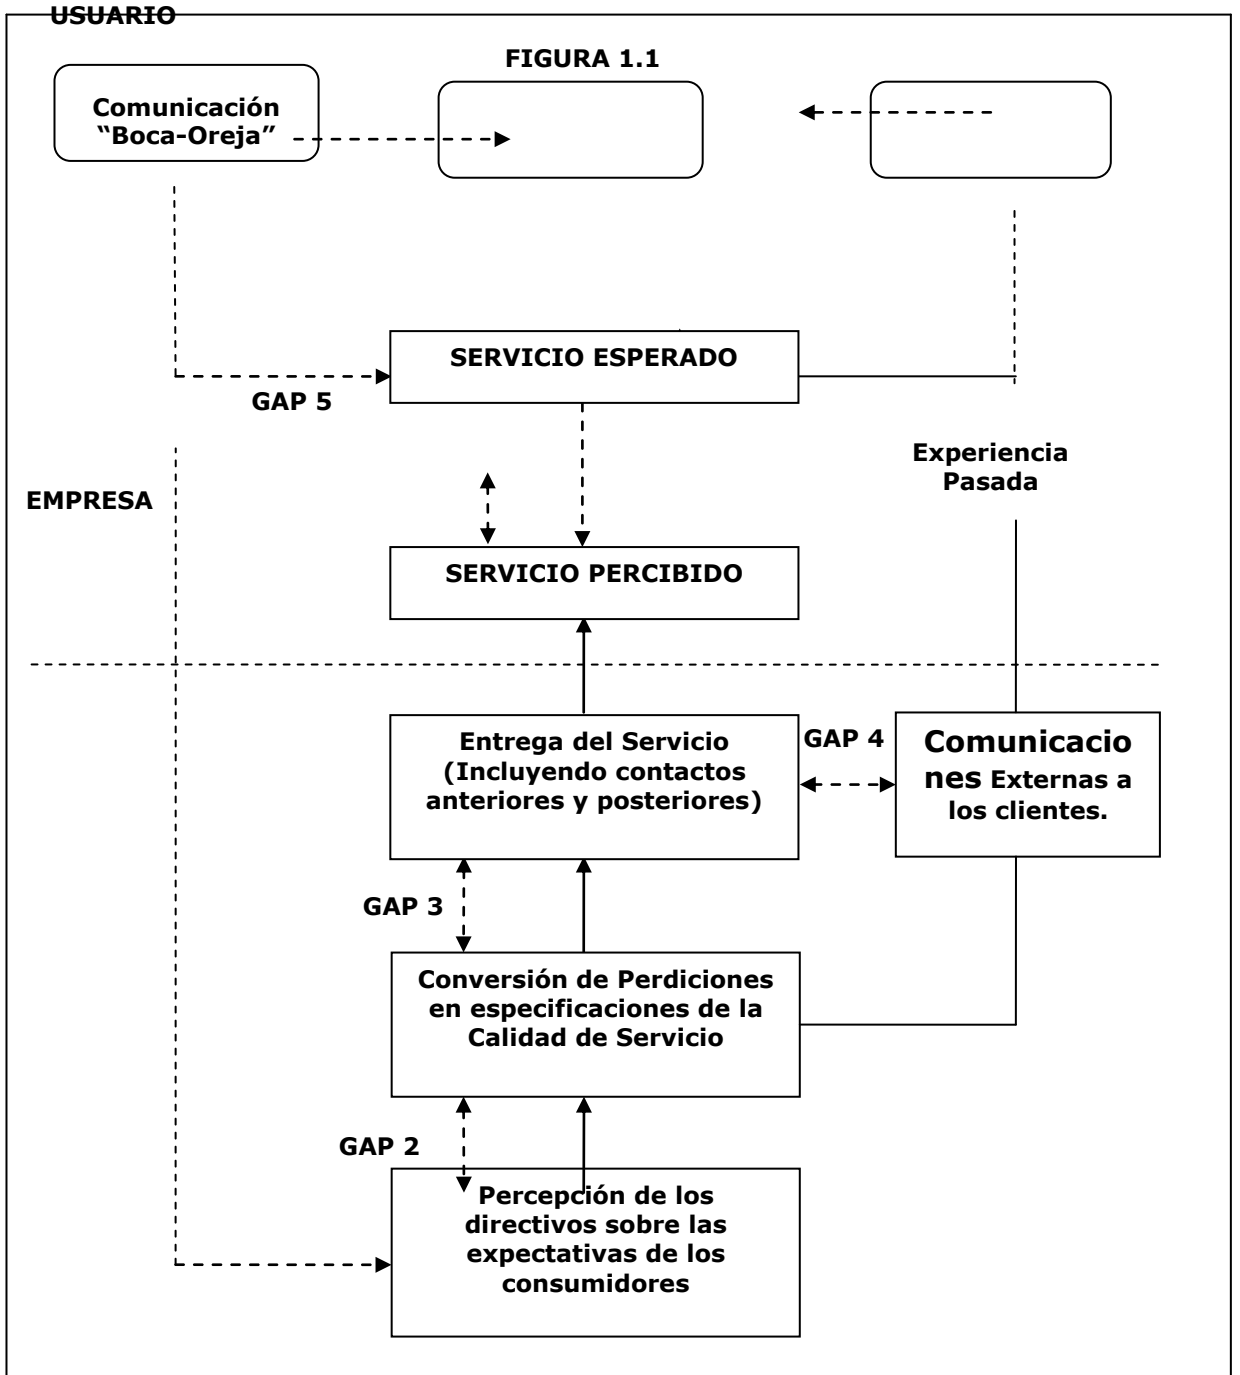 USUARIO
FIGURA 1.1
Comunicación
“Boca-Oreja”
SERVICIO ESPERADO
GAP 5
Experiencia
Pasada
EMPRESA
SERVICIO PERCIBIDO
Entrega del Servicio
(Incluyendo contactos
anteriores y posteriores)
GAP 4
Comunicacio
nes Externas a
los clientes.
GAP 3
Conversión de Perdiciones
en especificaciones de la
Calidad de Servicio
GAP 2
Percepción de los
directivos sobre las
expectativas de los
consumidores